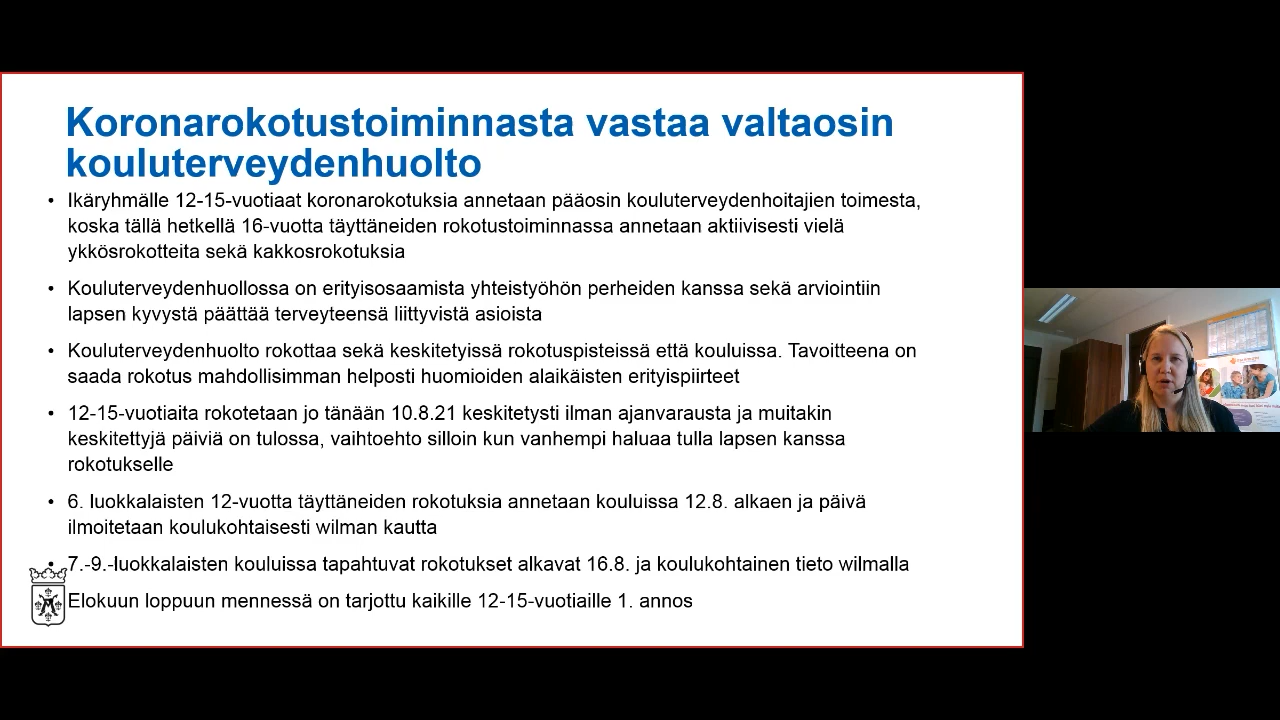 Koronarokotustoiminnasta vastaa valtaosin
kouluterveydenhuolto
• Ikäryhmälle 12-15-vuotiaat koronarokotuksia annetaan pääosin kouluterveydenhoitajien toimesta,
koska tällä hetkellä 16-vuotta täyttäneiden rokotustoiminnassa annetaan aktiivisesti vielä
ykkösrokotteita sekä kakkosrokotuksia
• Kouluterveydenhuollossa on erityisosaamista yhteistyöhön perheiden kanssa sekä arviointiin
lapsen kyvystä päättää terveyteensä liittyvistä asioista
• Kouluterveydenhuolto rokottaa sekä keskitetyissä rokotuspisteissä että kouluissa. Tavoitteena on
saada rokotus mahdollisimman helposti huomioiden alaikäisten erityispiirteet
• 12-15-vuotiaita rokotetaan jo tänään 10.8.21 keskitetysti ilman ajanvarausta ja muitakin
keskitettyjä päiviä on tulossa, vaihtoehto silloin kun vanhempi haluaa tulla lapsen kanssa
rokotukselle
• 6. luokkalaisten 12-vuotta täyttäneiden rokotuksia annetaan kouluissa 12.8. alkaen ja päivä
ilmoitetaan koulukohtaisesti wilman kautta
• 7.-9.-luokkalaisten kouluissa tapahtuvat rokotukset alkavat 16.8. ja koulukohtainen tieto wilmalla
Elokuun loppuun mennessä on tarjottu kaikille 12-15-vuotiaille 1. annos